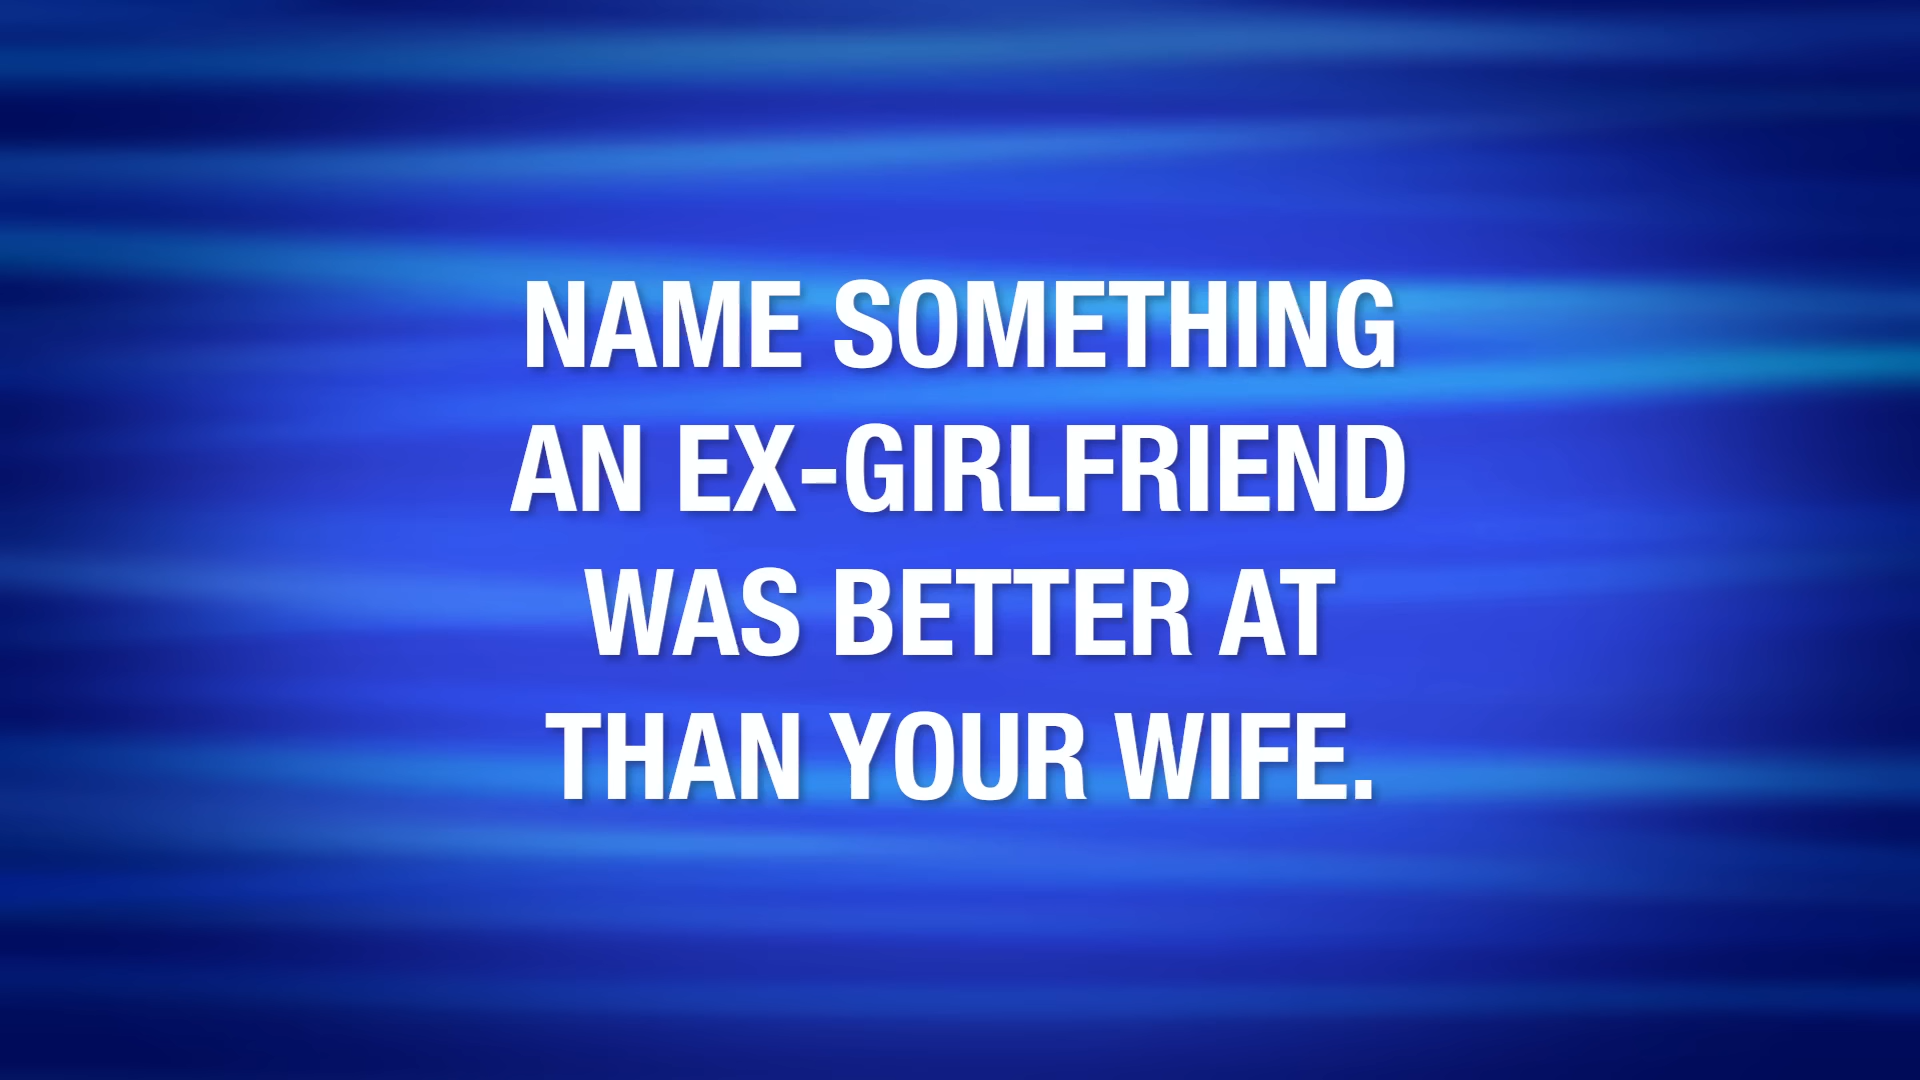 NAME SOMETHING
AN EX-GIRLFRIEND
WAS BETTER AT
THAN YOUR WIFE.